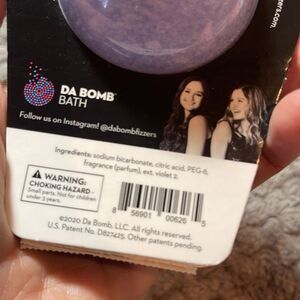 DA BOMB
BATH
Follow us on Instagram! @dabombfizzers
Ingredients: sodium bicarbonate, citric acid, PEG-8,
fragrance (parfum), ext. violet 2.
WARNING:
CHOKING HAZARD -
Small parts. Not for children
under 3 years.
8 56901 00626 5
©2020 Da Bomb, LLC. All rights reserved.
U.S. Patent No. D827,425. Other patents pending.